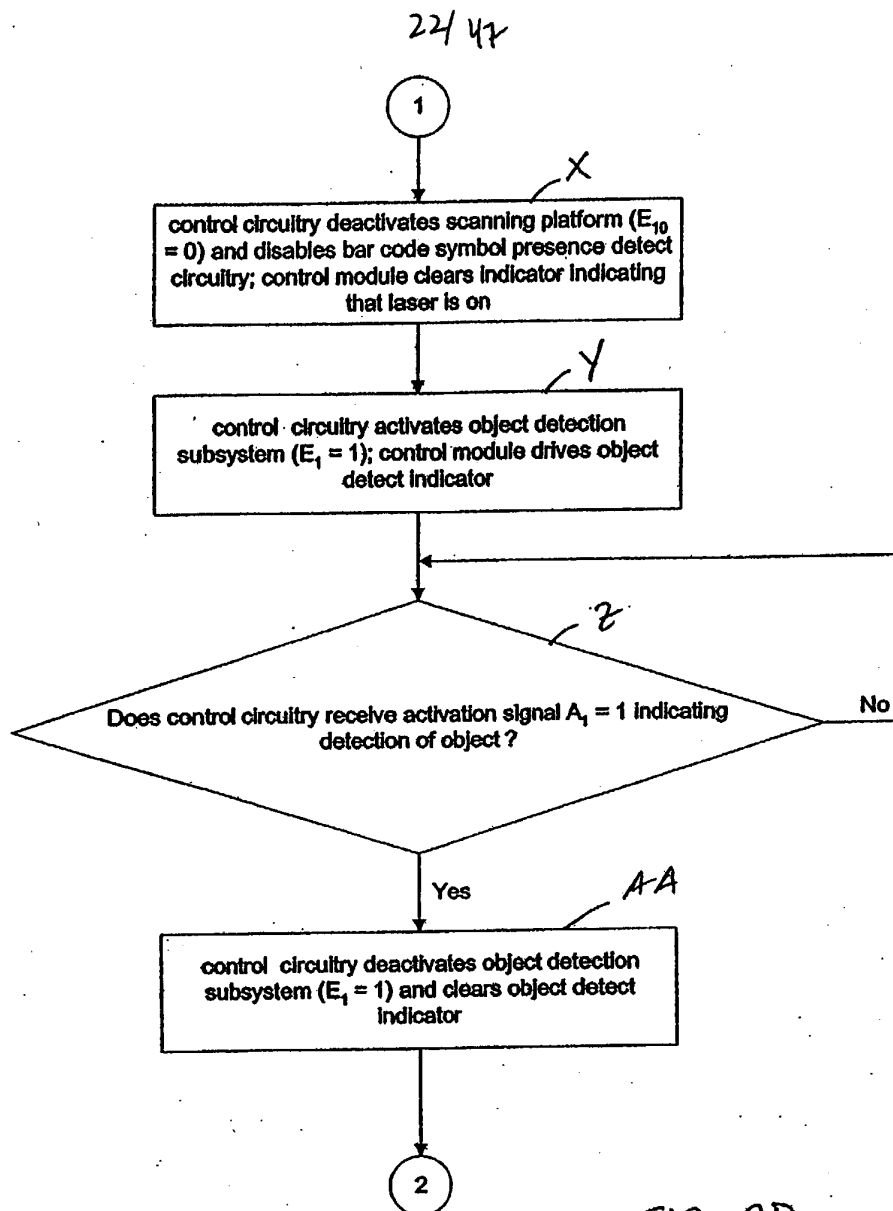 22/47
1
X
control circuitry deactivates scanning platform (E₁₀
= 0) and disables bar code symbol presence detect
circuitry; control module clears indicator indicating
that laser is on
Y
control circuitry activates object detection
subsystem (E₁ = 1); control module drives object
detect indicator
Z
Does control circuitry receive activation signal A₁ = 1 indicating
detection of object ?
No
Yes
AA
control circuitry deactivates object detection
subsystem (E₁ = 1) and clears object detect
indicator
2